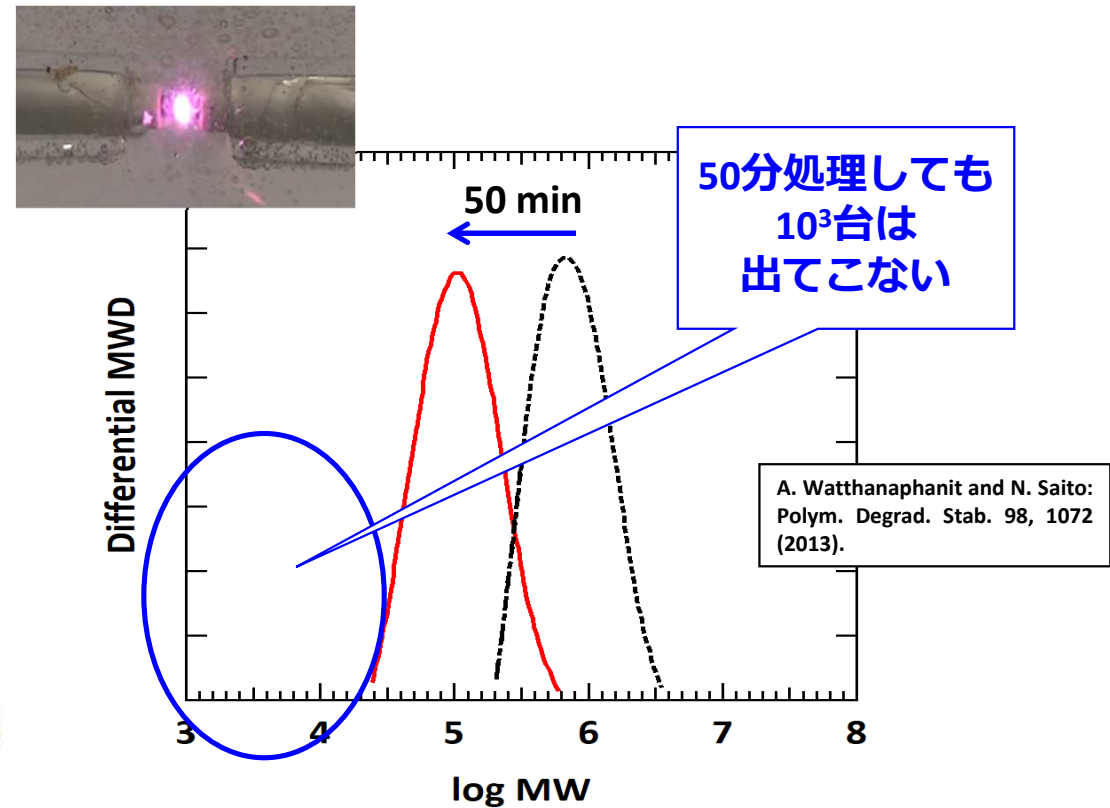 50 min
50分処理しても
10³台は
出てこない
Differential MWD
A. Watthanaphanit and N. Saito:
Polym. Degrad. Stab. 98, 1072
(2013).
3 4 5 6 7 8
log MW